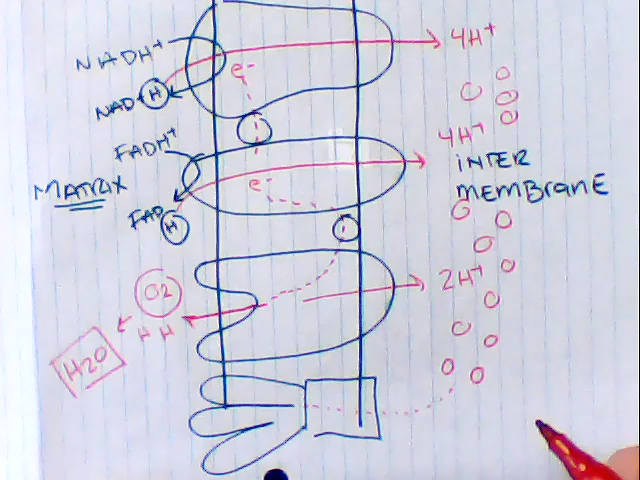 NADH+
4H+
e-
NAD H
4H+
FADH+
INTER
MEMBRANE
MATRIX
e-
FAD
H
2H+
O2
H H
H2O